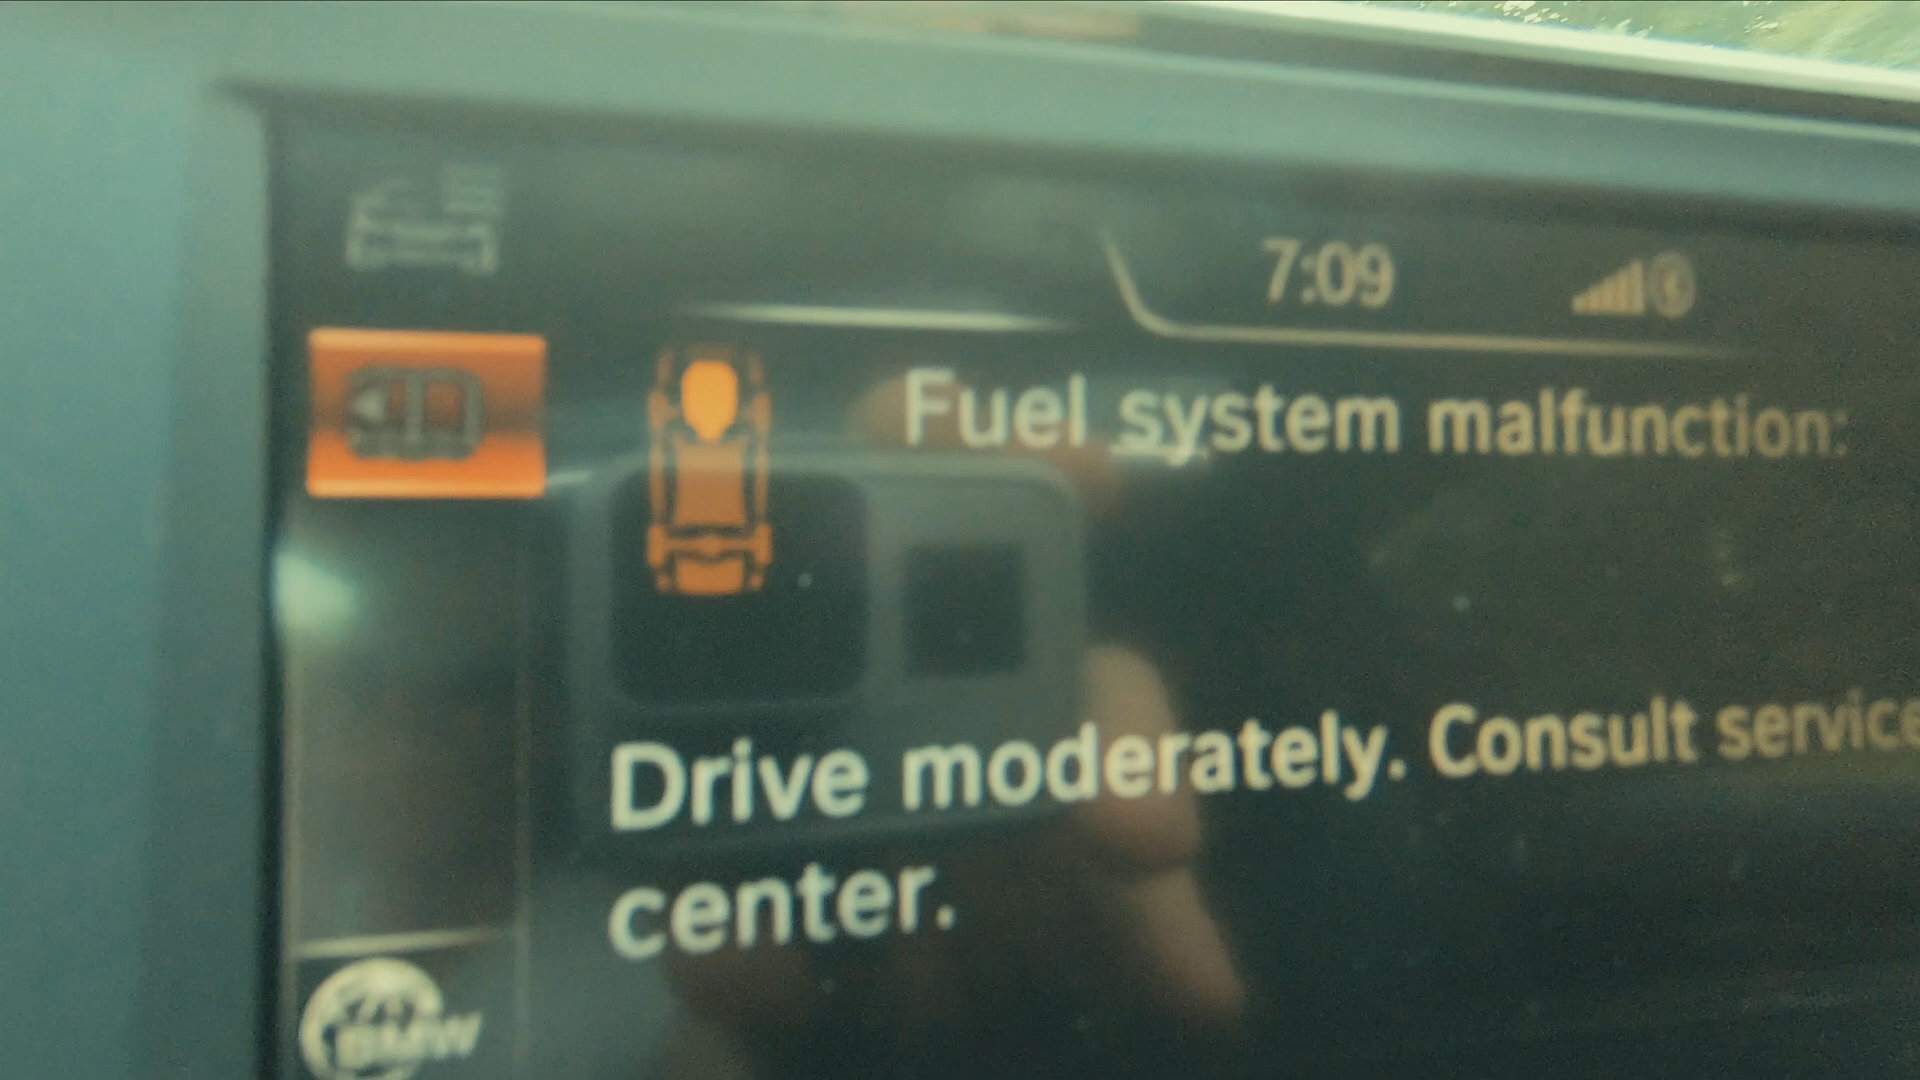 7:09
Fuel system malfunction:
Drive moderately. Consult service
center.
BMW